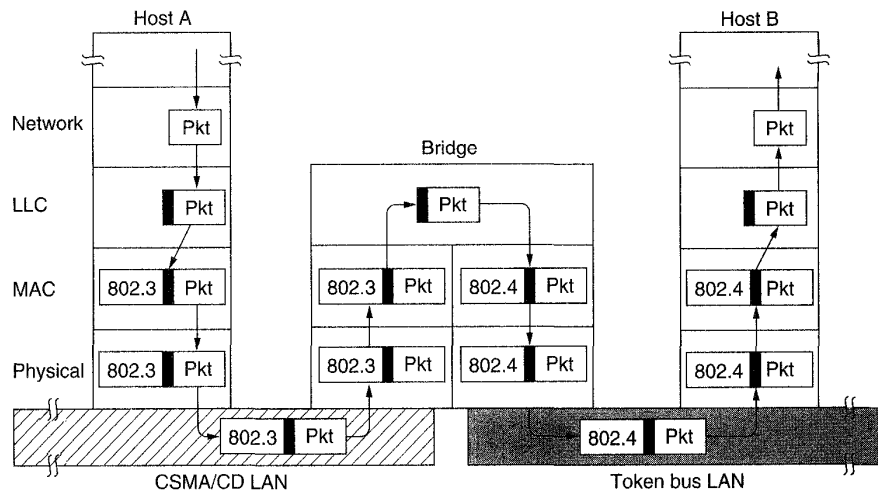 Host A
Host B
Network
Pkt
Pkt
Bridge
LLC
Pkt
Pkt
Pkt
MAC
802.3 Pkt
802.3 Pkt
802.4 Pkt
802.4 Pkt
Physical
802.3 Pkt
802.3 Pkt
802.4 Pkt
802.4 Pkt
802.3 Pkt
802.4 Pkt
CSMA/CD LAN
Token bus LAN